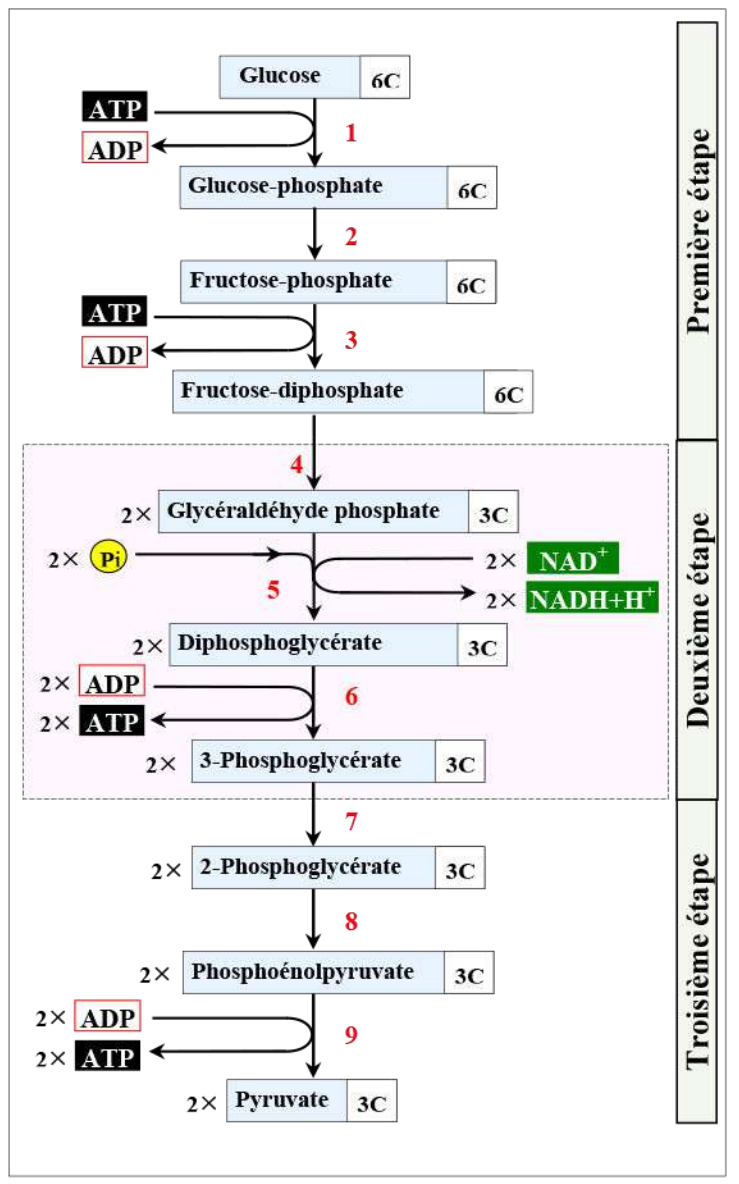 Glucose 6C
ATP
1
ADP
Glucose-phosphate 6C
2
Fructose-phosphate 6C
ATP
3
ADP
Fructose-diphosphate 6C
Première étape
4
2× Glycéraldéhyde phosphate 3C
2× Pi
2× NAD⁺
5
2× NADH+H⁺
2× Diphosphoglycérate 3C
2× ADP
6
2× ATP
2× 3-Phosphoglycérate 3C
Deuxième étape
7
2× 2-Phosphoglycérate 3C
8
2× Phosphoénolpyruvate 3C
2× ADP
9
2× ATP
2× Pyruvate 3C
Troisième étape